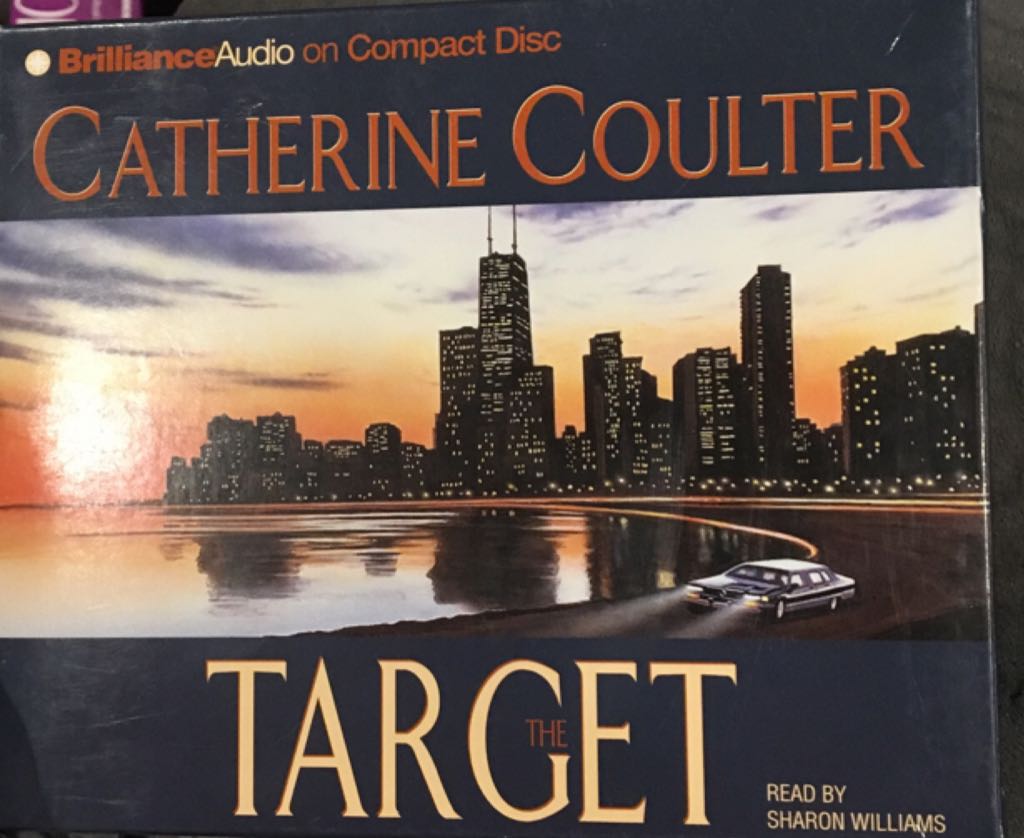 BrillianceAudio on Compact Disc
CATHERINE COULTER
THE
TARGET
READ BY
SHARON WILLIAMS